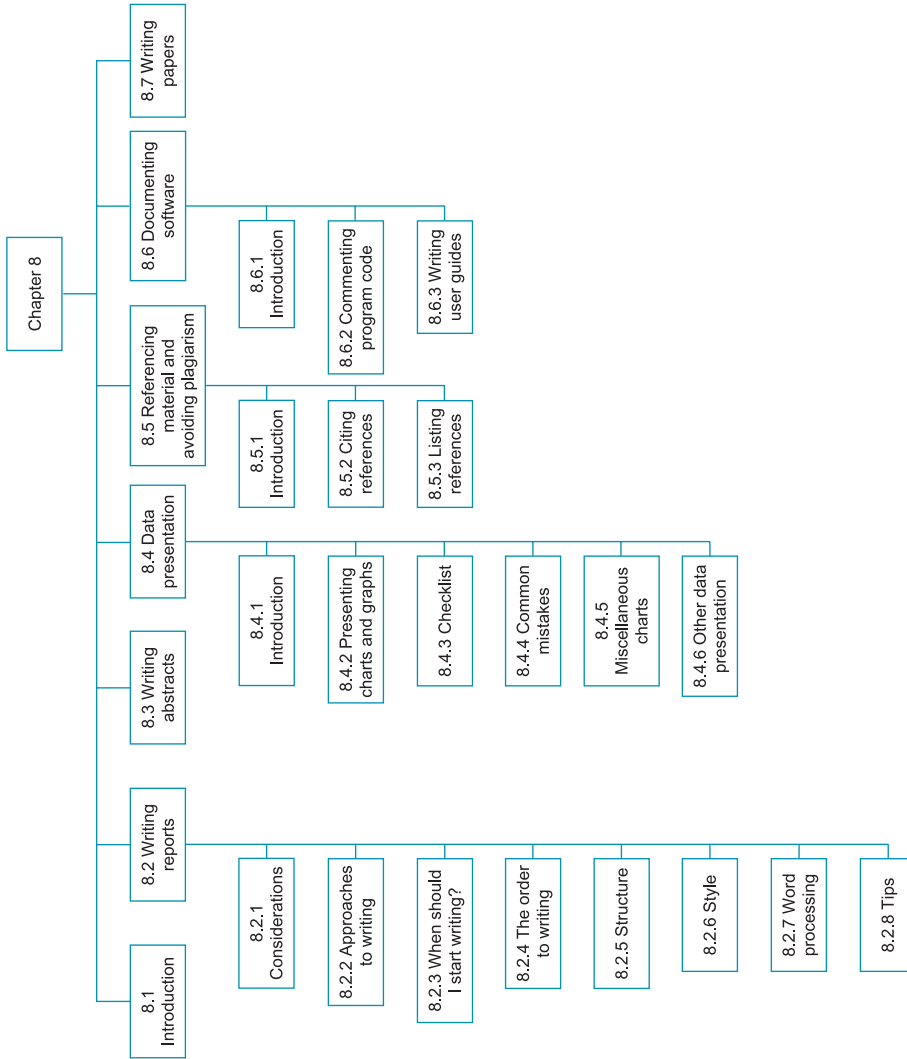 Chapter 8
8.1
Introduction
8.2 Writing
reports
8.2.1
Considerations
8.2.2 Approaches
to writing
8.2.3 When should
I start writing?
8.2.4 The order
to writing
8.2.5 Structure
8.2.6 Style
8.2.7 Word
processing
8.2.8 Tips
8.3 Writing
abstracts
8.4 Data
presentation
8.4.1
Introduction
8.4.2 Presenting
charts and graphs
8.4.3 Checklist
8.4.4 Common
mistakes
8.4.5
Miscellaneous
charts
8.4.6 Other data
presentation
8.5 Referencing
material and
avoiding plagiarism
8.5.1
Introduction
8.5.2 Citing
references
8.5.3 Listing
references
8.6 Documenting
software
8.6.1
Introduction
8.6.2 Commenting
program code
8.6.3 Writing
user guides
8.7 Writing
papers